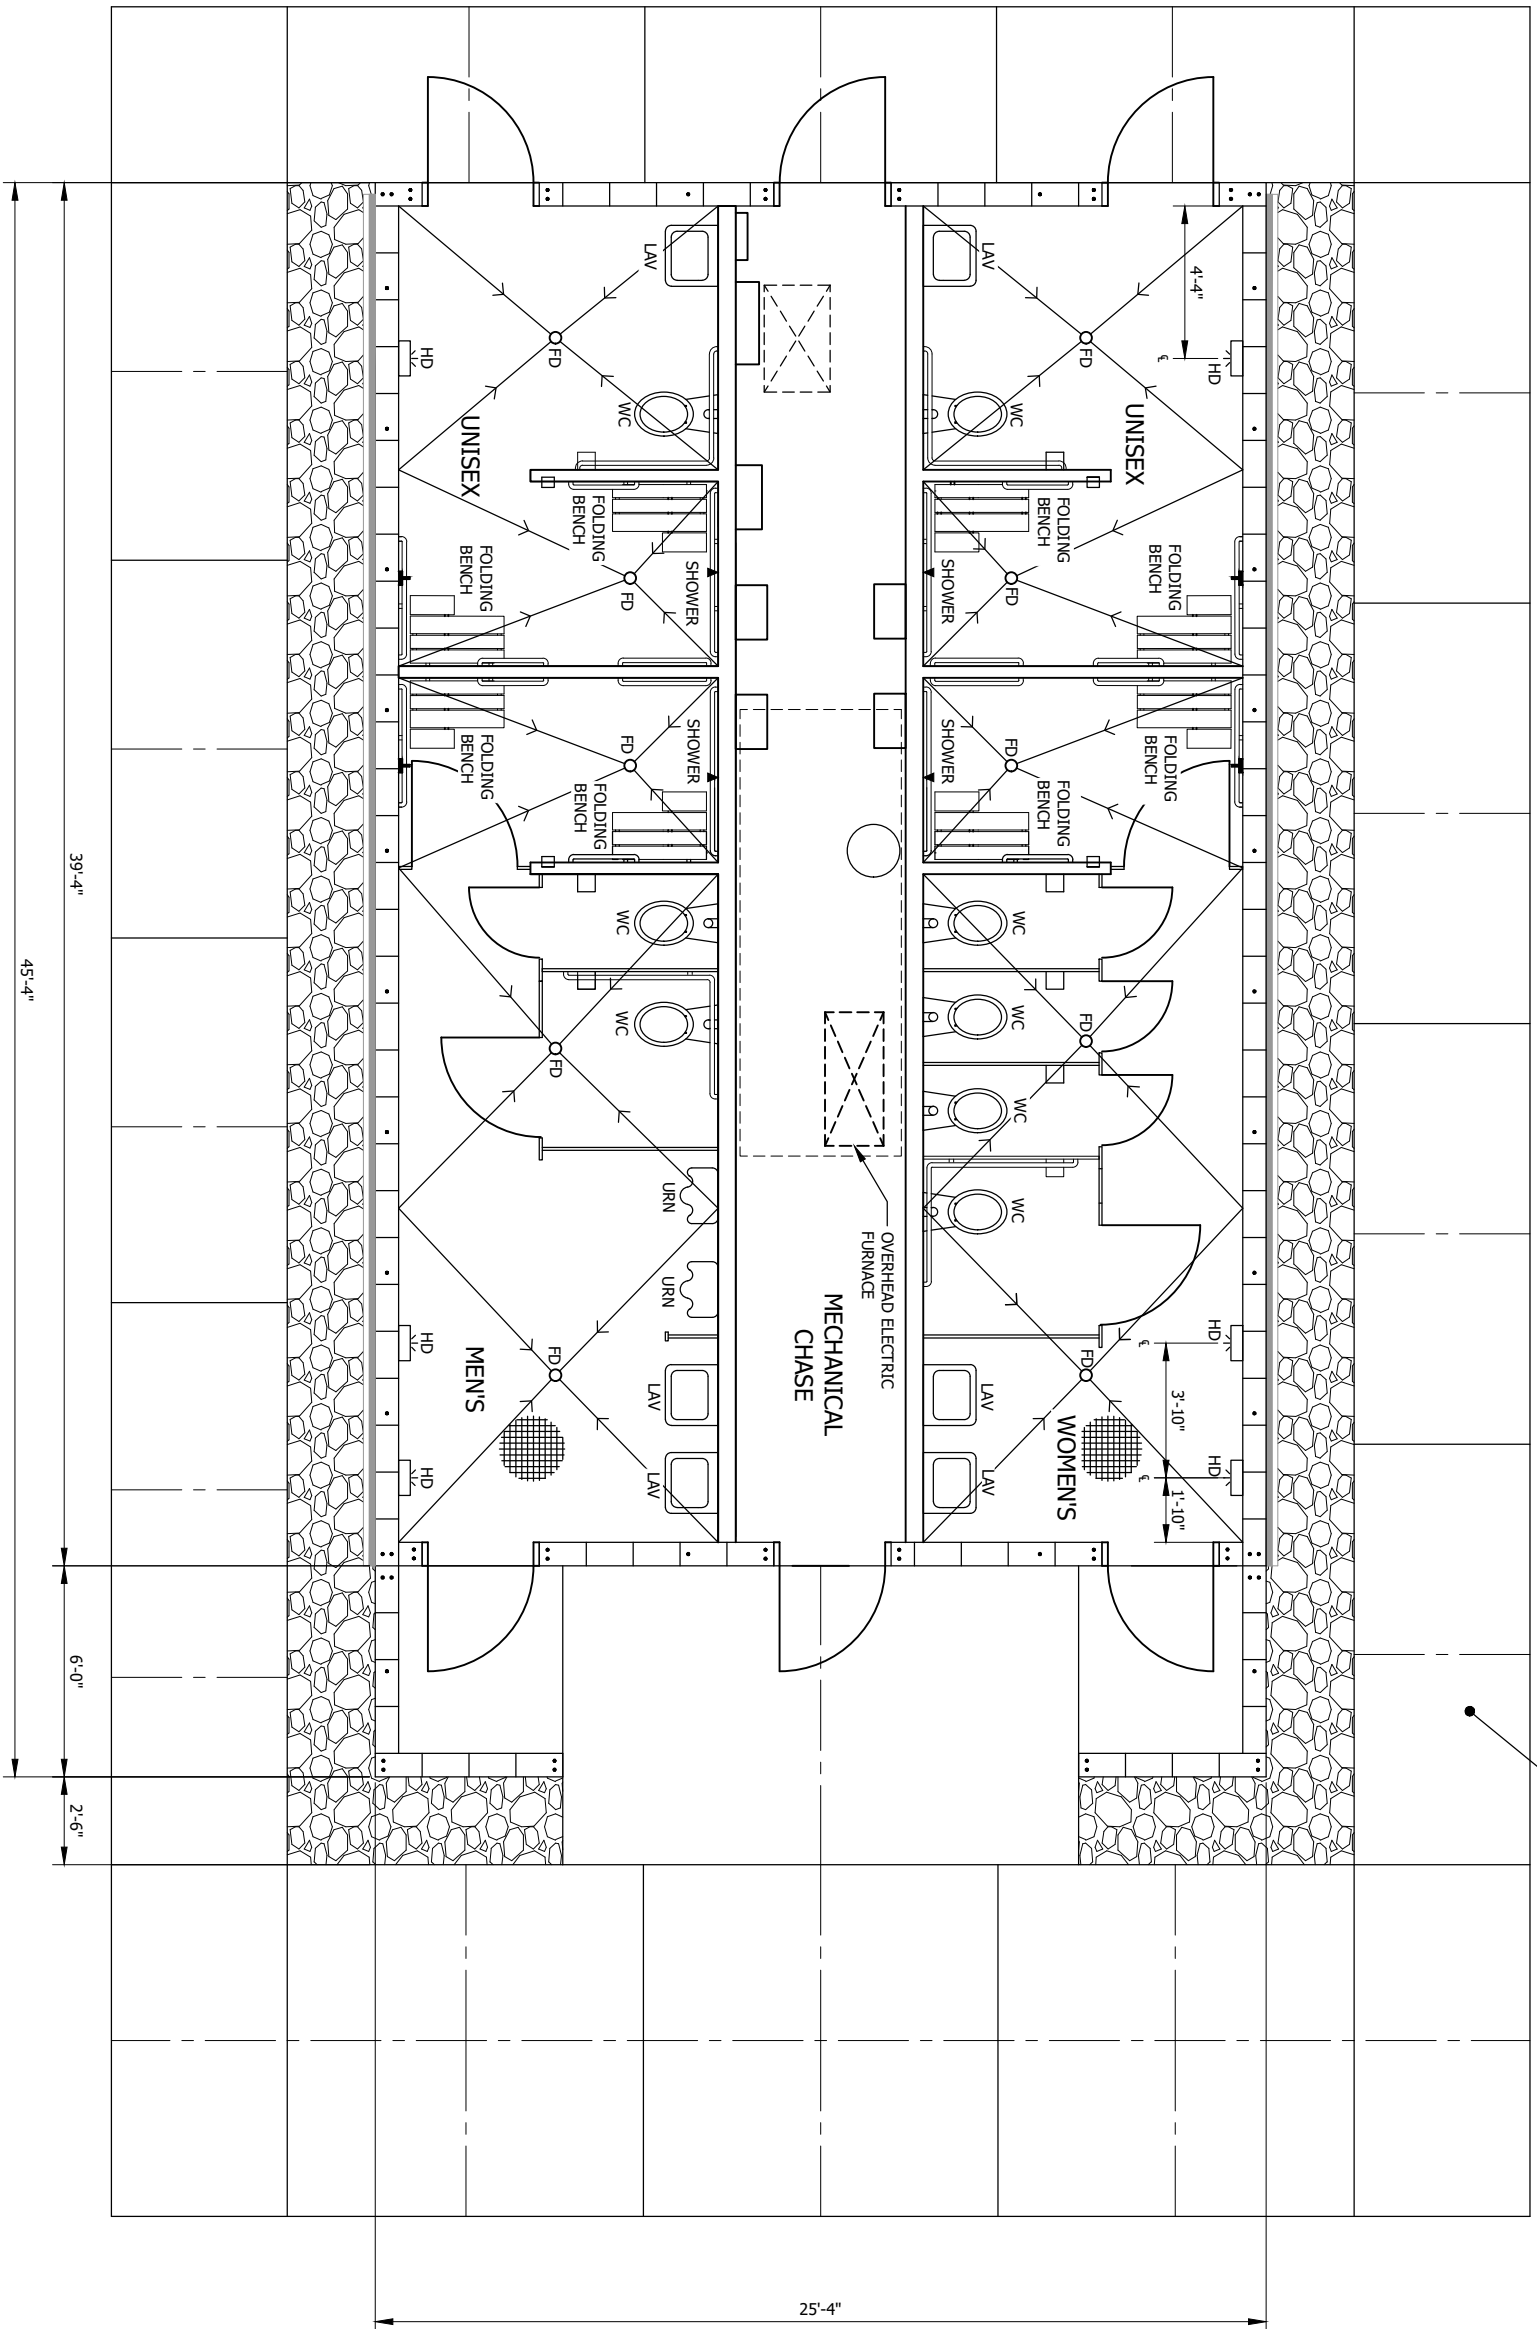 HD
HD
HD
4'-4"
℄
3'-10"
℄
1'-10"
℄
FOLDING
BENCH
FOLDING
BENCH
UNISEX
FD
FD
FD
WOMEN'S
FOLDING
BENCH
FOLDING
BENCH
FD
FD
WC
WC
WC
WC
WC
LAV
LAV
LAV
SHOWER
SHOWER
OVERHEAD ELECTRIC
FURNACE
MECHANICAL
CHASE
25'-4"
SHOWER
SHOWER
URN
URN
LAV
LAV
LAV
WC
WC
WC
FD
FD
FOLDING
BENCH
FOLDING
BENCH
FD
FD
FD
UNISEX
MEN'S
FOLDING
BENCH
FOLDING
BENCH
HD
HD
HD
39'-4"
6'-0"
2'-6"
45'-4"